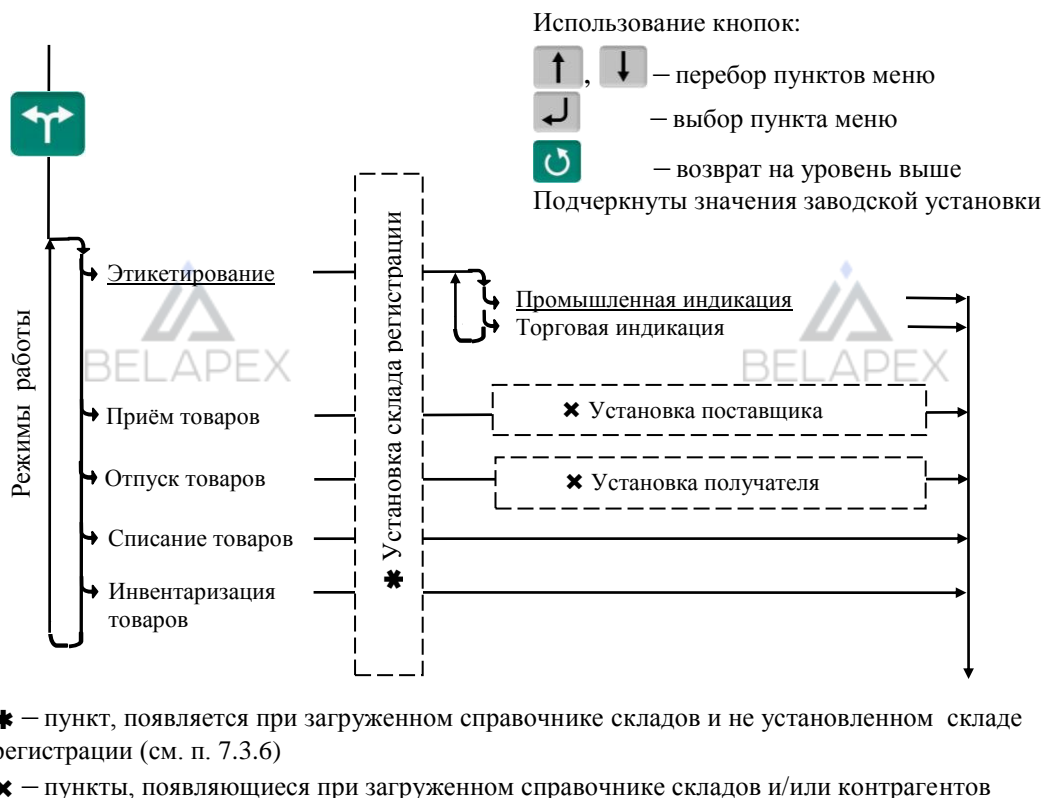 Использование кнопок:
↑, ↓ – перебор пунктов меню
↵ – выбор пункта меню
↺ – возврат на уровень выше
Подчеркнуты значения заводской установки
Режимы работы
Этикетирование
✱ Установка склада регистрации
Промышленная индикация
Торговая индикация
BELAPEX
BELAPEX
Приём товаров
✖ Установка поставщика
Отпуск товаров
✖ Установка получателя
Списание товаров
Инвентаризация
товаров
✱ – пункт, появляется при загруженном справочнике складов и не установленном складе
регистрации (см. п. 7.3.6)
✖ – пункты, появляющиеся при загруженном справочнике складов и/или контрагентов